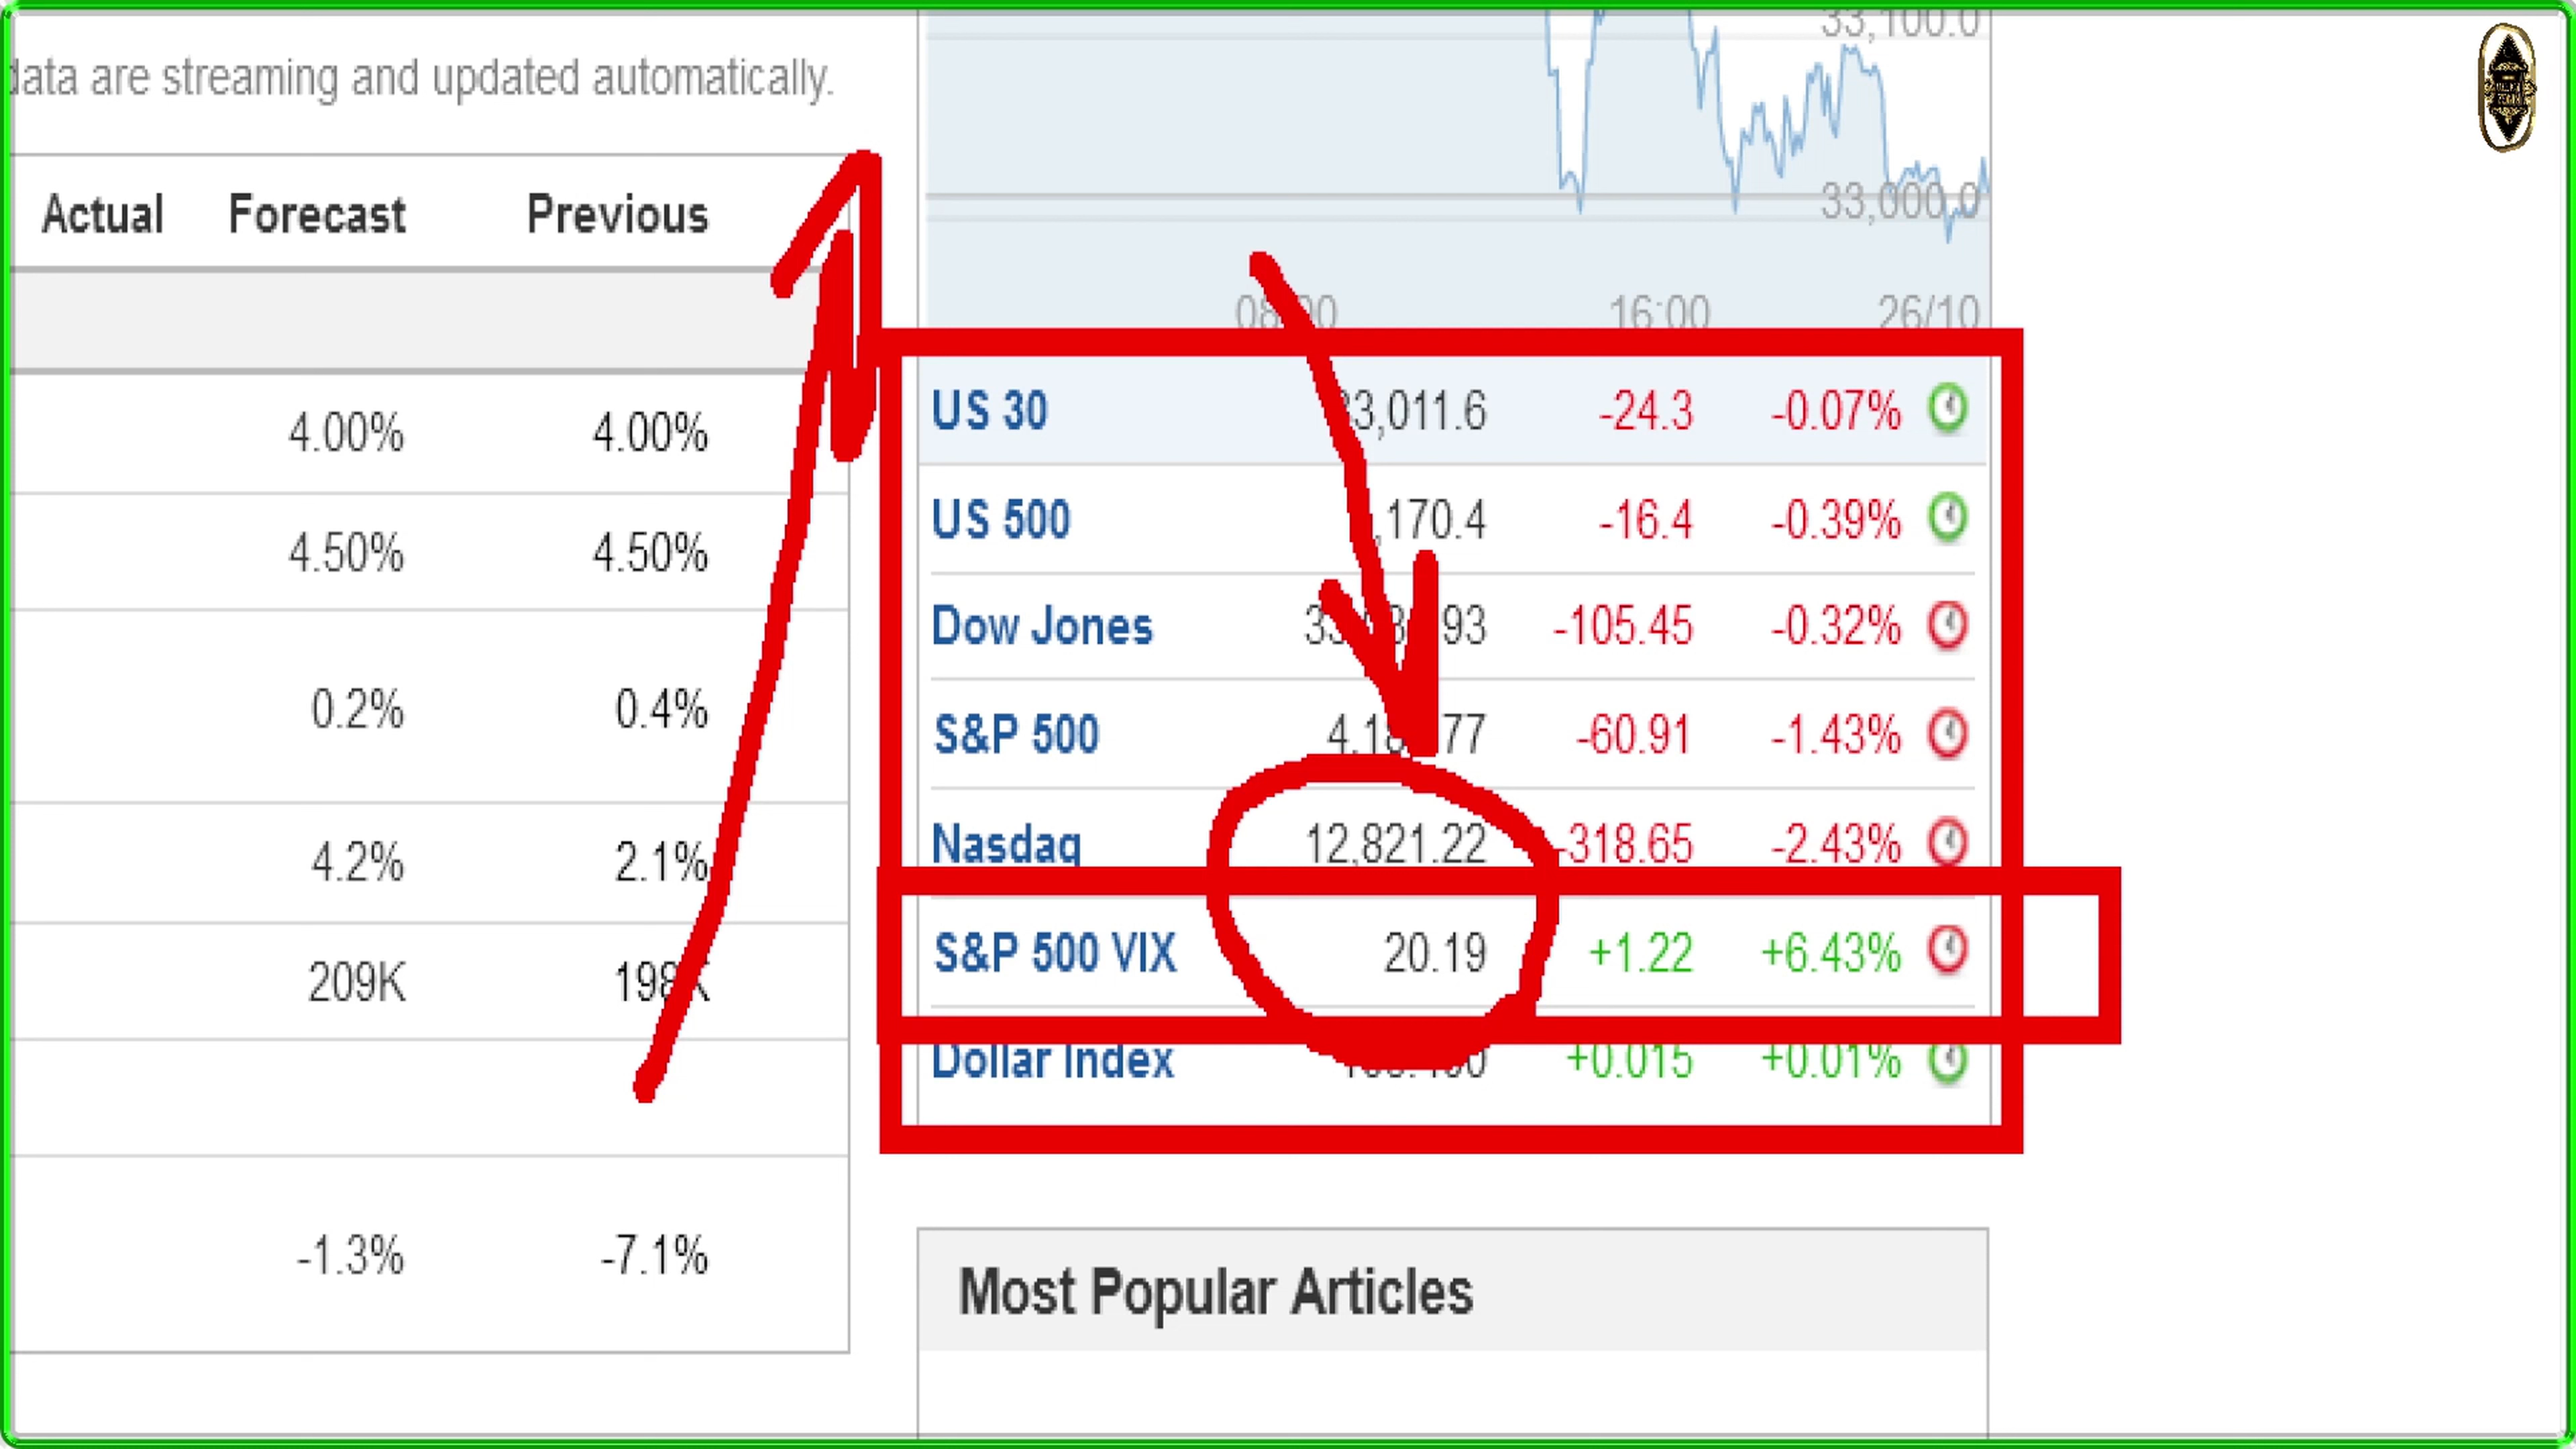 data are streaming and updated automatically.
Actual Forecast Previous
4.00% 4.00%
4.50% 4.50%
0.2% 0.4%
4.2% 2.1%
209K
-1.3% -7.1%
33,100.0
33,000.0
16:00 26/10
US 30 -24.3 -0.07%
US 500 -16.4 -0.39%
Dow Jones -105.45 -0.32%
S&P 500 -60.91 -1.43%
Nasdaq 12,821.22 -318.65 -2.43%
S&P 500 VIX 20.19 +1.22 +6.43%
Dollar Index +0.015 +0.01%
Most Popular Articles